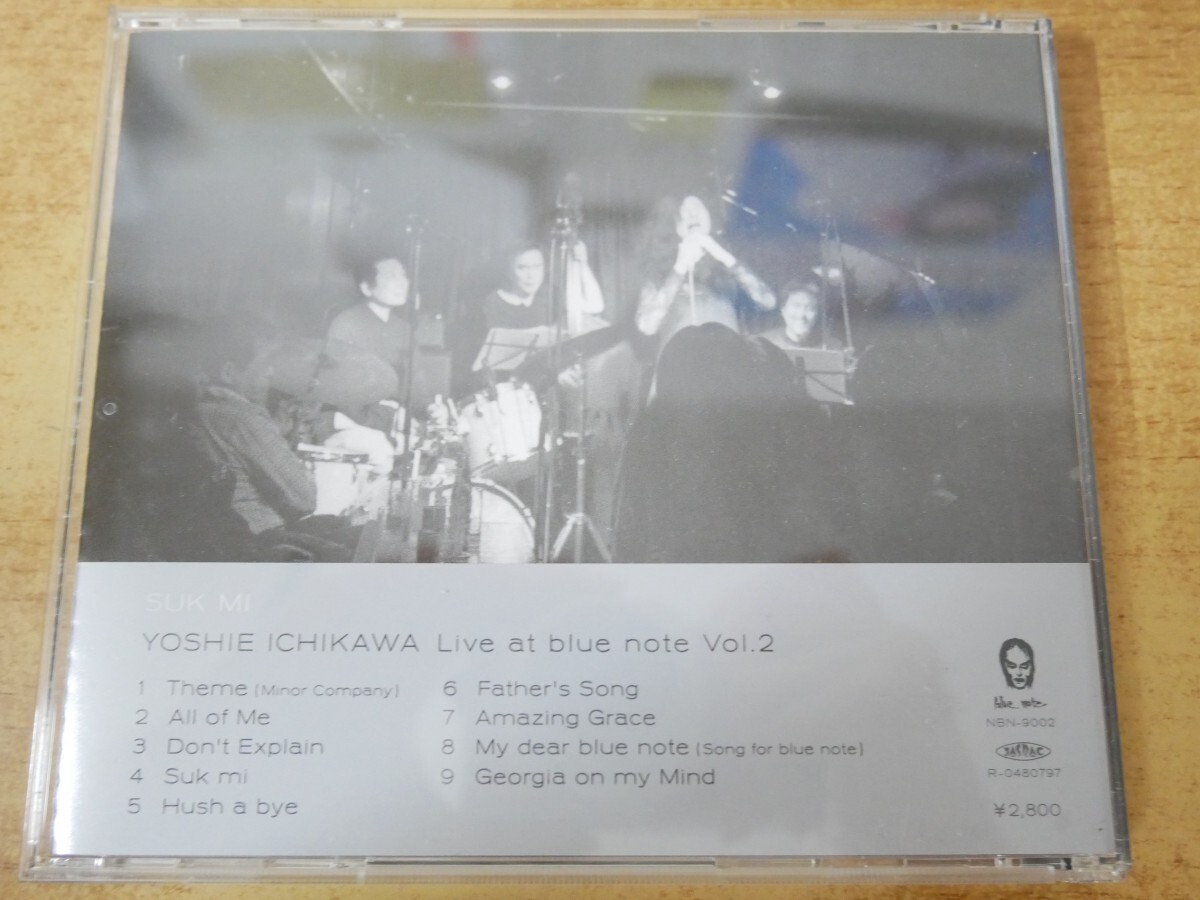 SUK MI
YOSHIE ICHIKAWA Live at blue note Vol.2
1 Theme (Minor Company)
2 All of Me
3 Don't Explain
4 Suk mi
5 Hush a bye
6 Father's Song
7 Amazing Grace
8 My dear blue note (Song for blue note)
9 Georgia on my Mind
blue note
NBN-9002
R-0480797
¥2,800